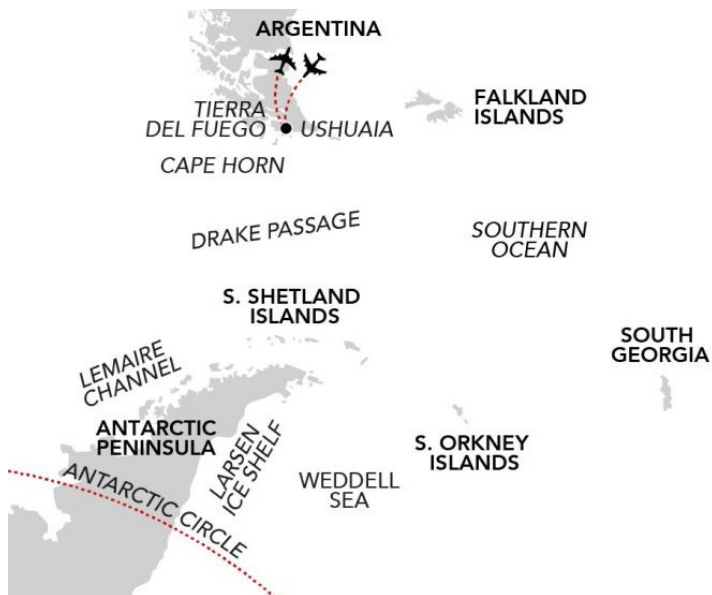 ARGENTINA
TIERRA
DEL FUEGO
USHUAIA
FALKLAND
ISLANDS
CAPE HORN
DRAKE PASSAGE
SOUTHERN
OCEAN
S. SHETLAND
ISLANDS
SOUTH
GEORGIA
LEMAIRE
CHANNEL
ANTARCTIC
PENINSULA
LARSEN
ICE SHELF
S. ORKNEY
ISLANDS
WEDDELL
SEA
ANTARCTIC CIRCLE